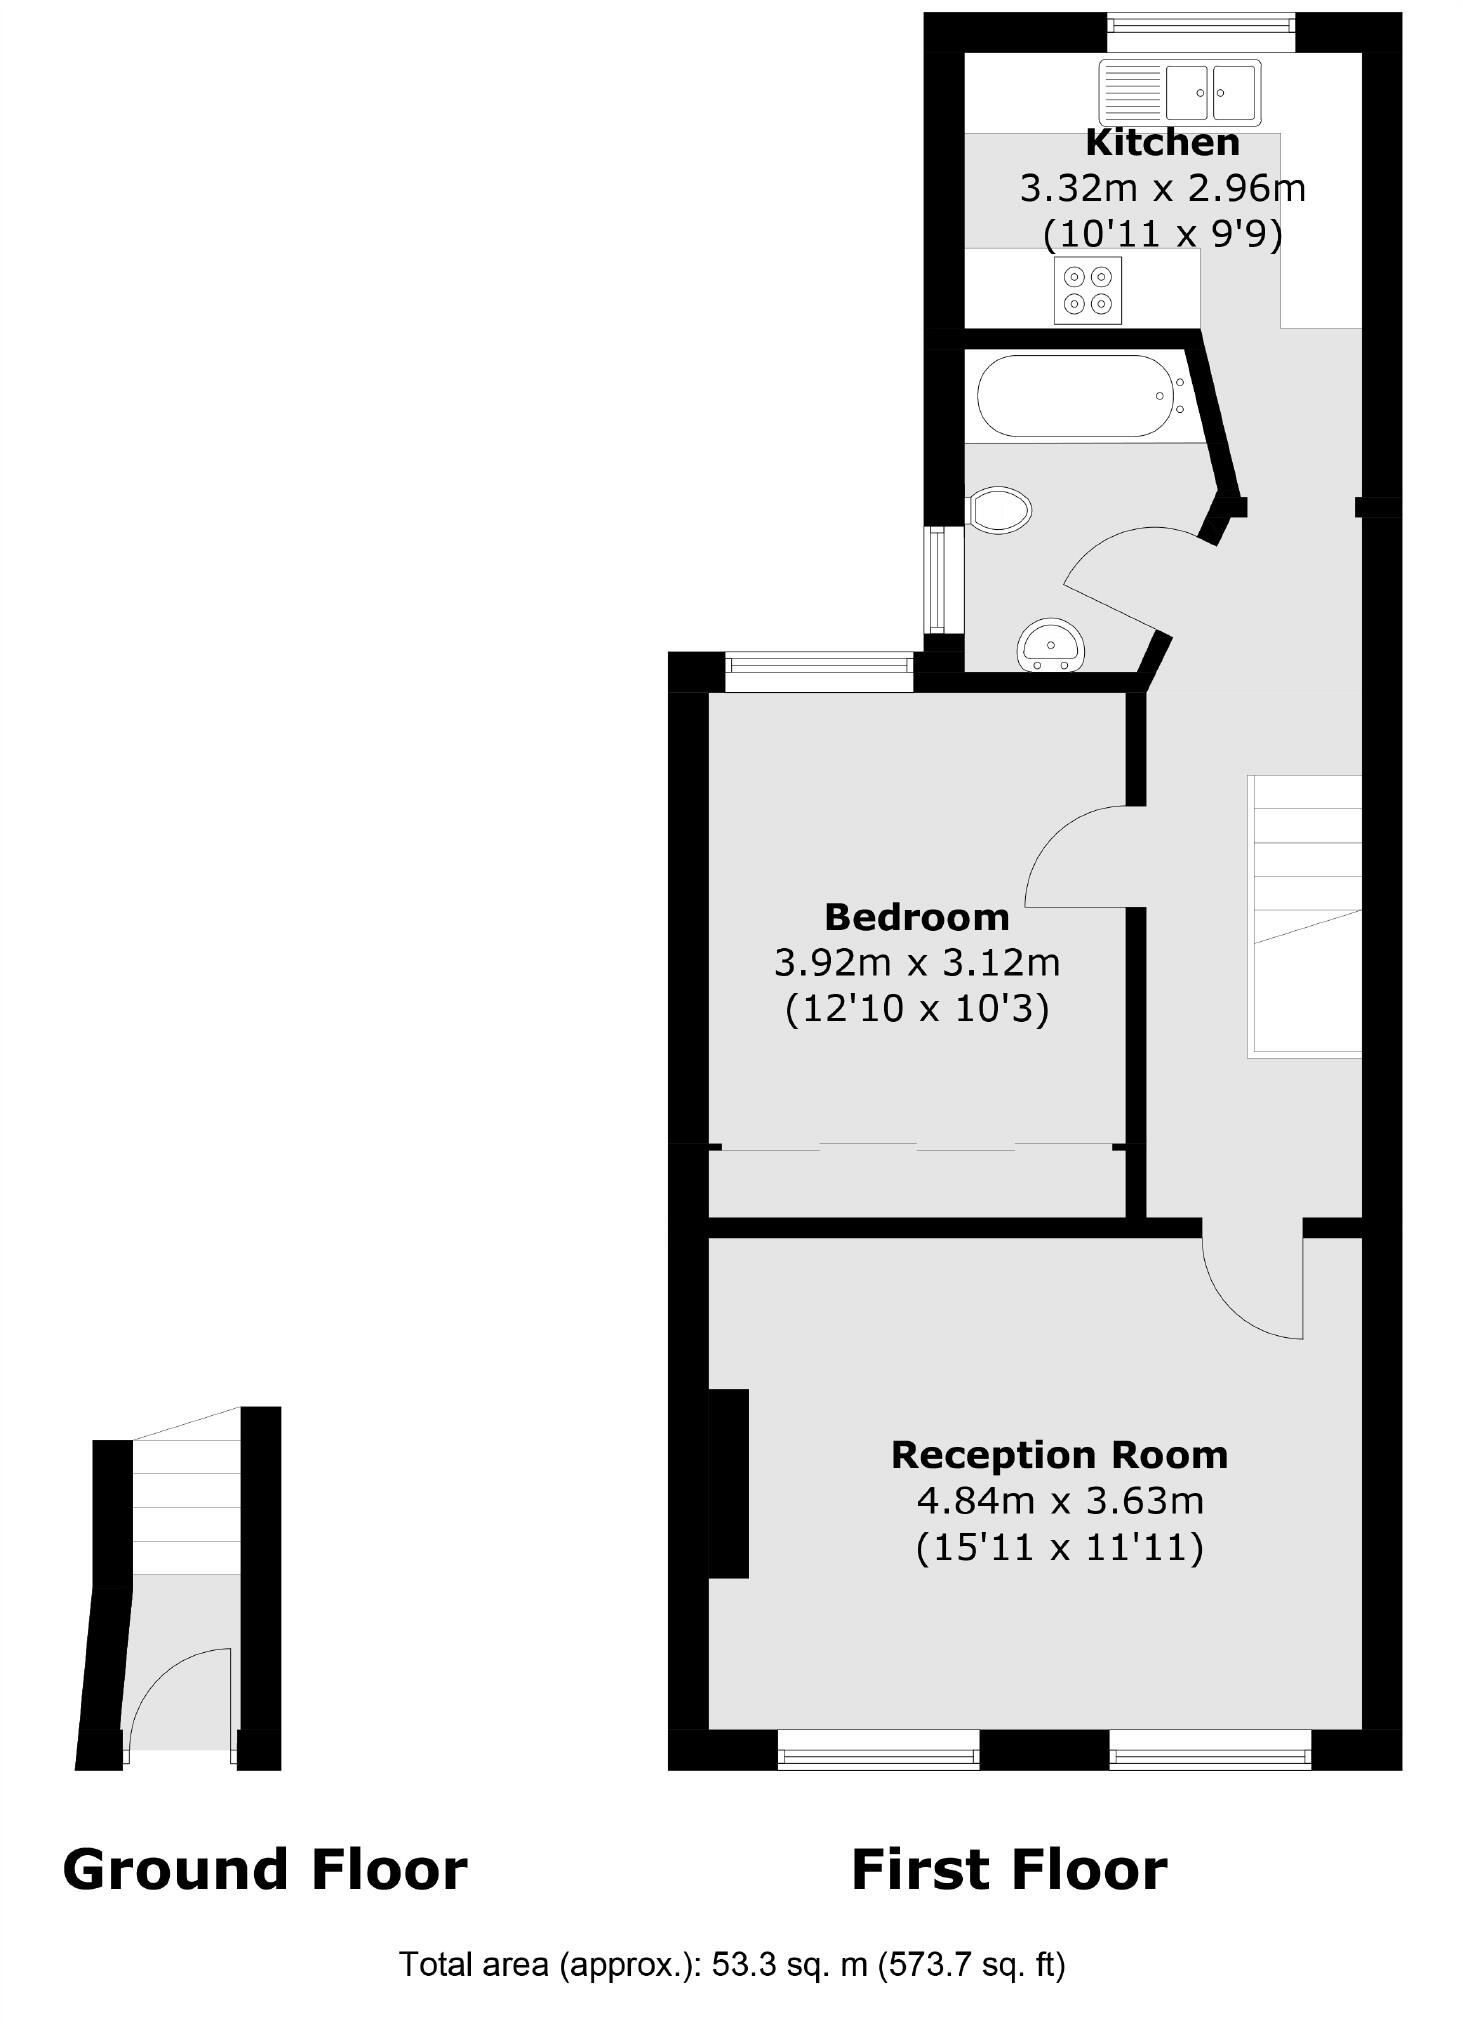 Kitchen
3.32m x 2.96m
(10'11 x 9'9)
Bedroom
3.92m x 3.12m
(12'10 x 10'3)
Reception Room
4.84m x 3.63m
(15'11 x 11'11)
Ground Floor
First Floor
Total area (approx.): 53.3 sq. m (573.7 sq. ft)